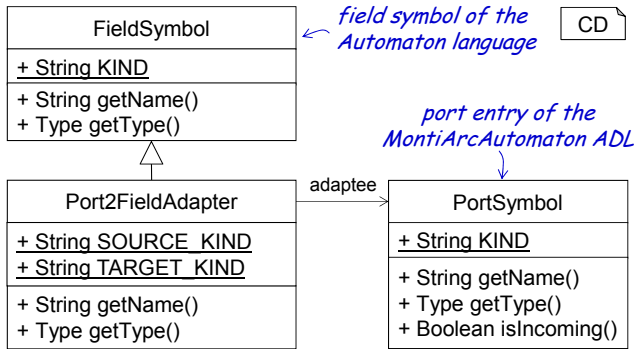 FieldSymbol
+ String KIND
+ String getName()
+ Type getType()
field symbol of the
Automaton language
CD
port entry of the
MontiArcAutomaton ADL
Port2FieldAdapter
+ String SOURCE_KIND
+ String TARGET_KIND
+ String getName()
+ Type getType()
adaptee
PortSymbol
+ String KIND
+ String getName()
+ Type getType()
+ Boolean isIncoming()